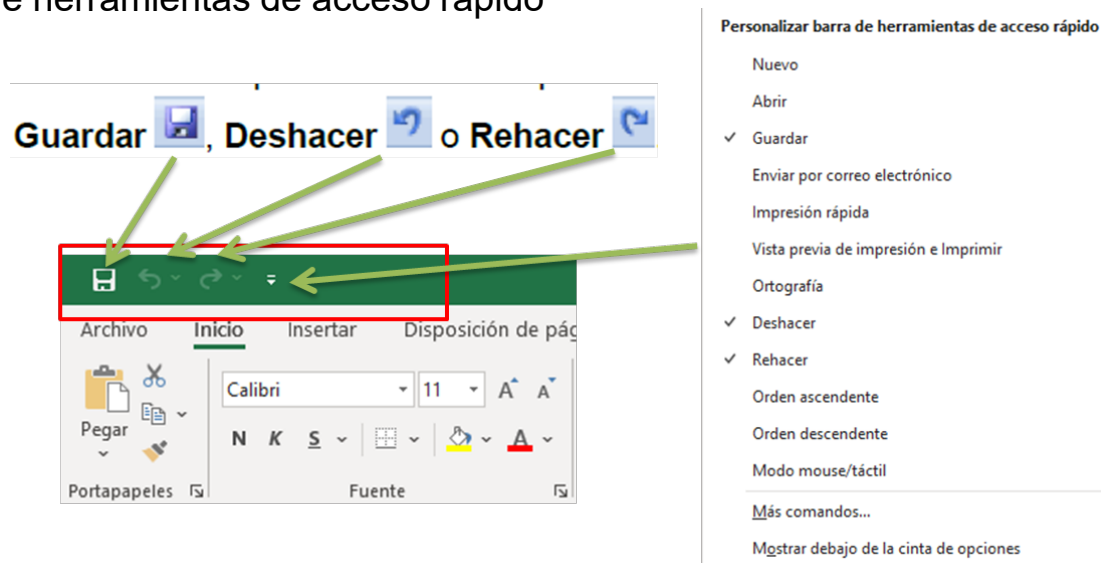 e herramientas de acceso rápido
Guardar , Deshacer o Rehacer
Archivo Inicio Insertar Disposición de pág
Calibri 11 A A
Pegar
N K S A
Portapapeles Fuente
Personalizar barra de herramientas de acceso rápido
Nuevo
Abrir
Guardar
Enviar por correo electrónico
Impresión rápida
Vista previa de impresión e Imprimir
Ortografía
Deshacer
Rehacer
Orden ascendente
Orden descendente
Modo mouse/táctil
Más comandos...
Mostrar debajo de la cinta de opciones